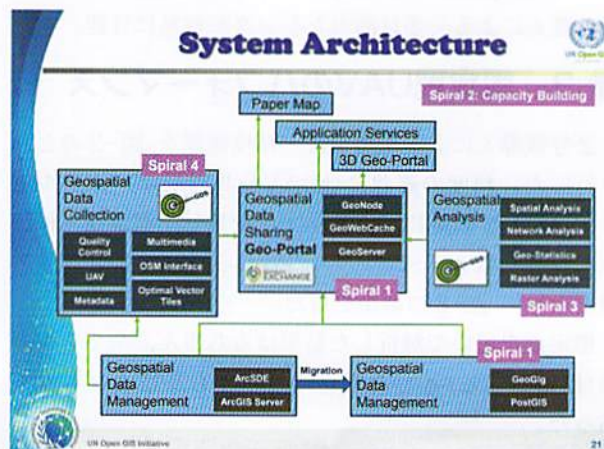 System Architecture
UN Open GIS
Spiral 2: Capacity Building
Paper Map
Application Services
3D Geo-Portal
Spiral 4
Geospatial
Data
Collection
Quality
Control
Multimedia
UAV
OSM Interface
Metadata
Optimal Vector
Tiles
Geospatial
Data
Sharing
Geo-Portal
EXCHANGE
GeoNode
GeoWebCache
GeoServer
Spiral 1
Geospatial
Analysis
Spatial Analysis
Network Analysis
Geo-Statistics
Raster Analysis
Spiral 3
Geospatial
Data
Management
ArcSDE
ArcGIS Server
Migration
Spiral 1
Geospatial
Data
Management
GeoGig
PostGIS
UN Open GIS Initiative
21